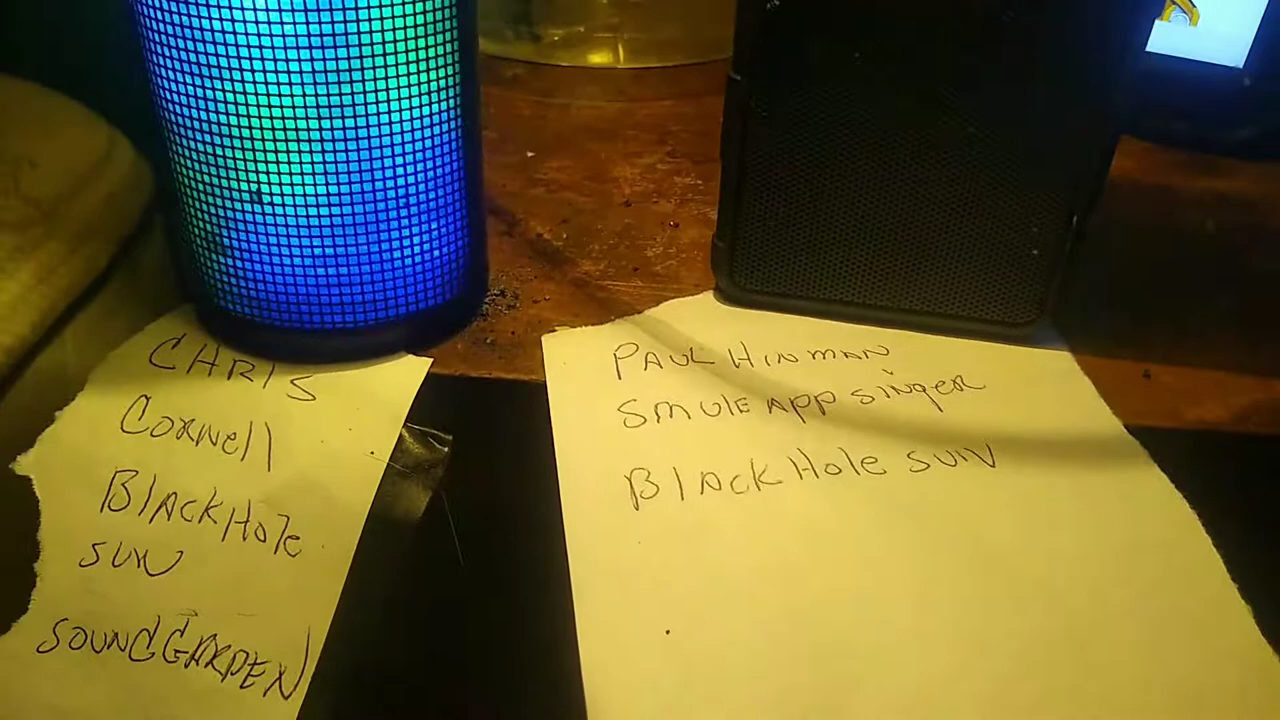 CHRIS
Cornell
BlackHole
SUN
SOUNDGARDEN
PAUL HINMAN
SMULE APP SINGER
BlACK Hole SUN